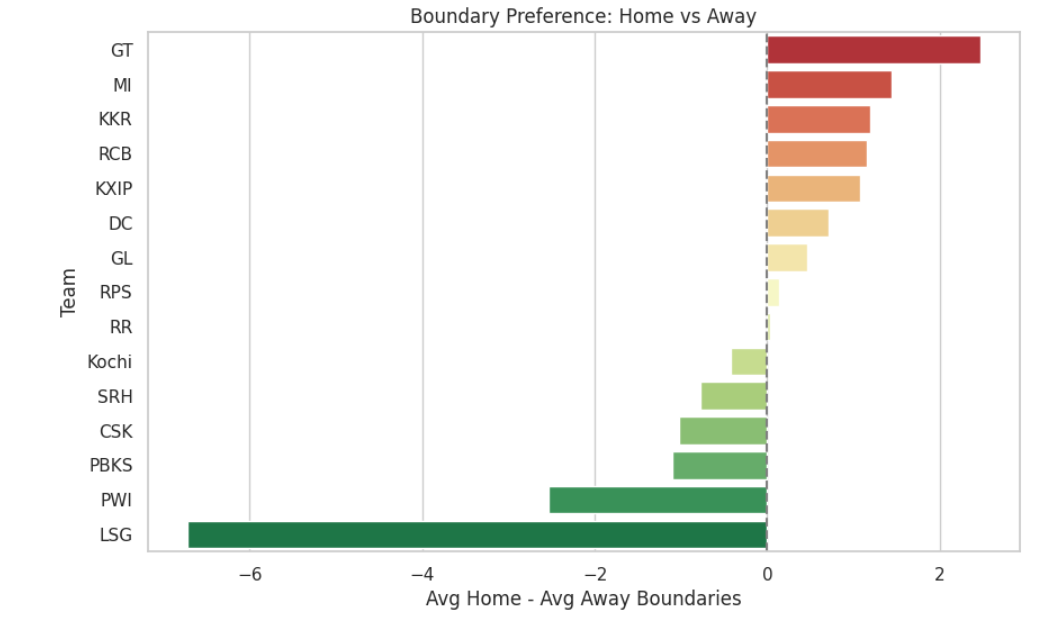 Boundary Preference: Home vs Away
GT
MI
KKR
RCB
KXIP
DC
GL
RPS
RR
Kochi
SRH
CSK
PBKS
PWI
LSG
Team
−6 −4 −2 0 2
Avg Home - Avg Away Boundaries